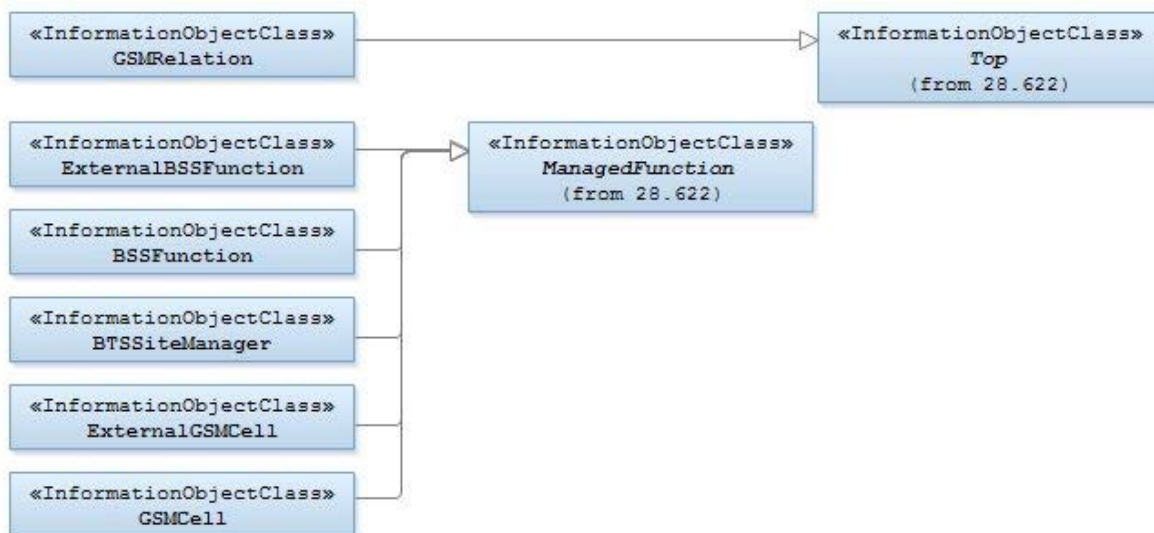 «InformationObjectClass»
GSMRelation
«InformationObjectClass»
Top
(from 28.622)
«InformationObjectClass»
ExternalBSSFunction
«InformationObjectClass»
ManagedFunction
(from 28.622)
«InformationObjectClass»
BSSFunction
«InformationObjectClass»
BTSSiteManager
«InformationObjectClass»
ExternalGSMCell
«InformationObjectClass»
GSMCell